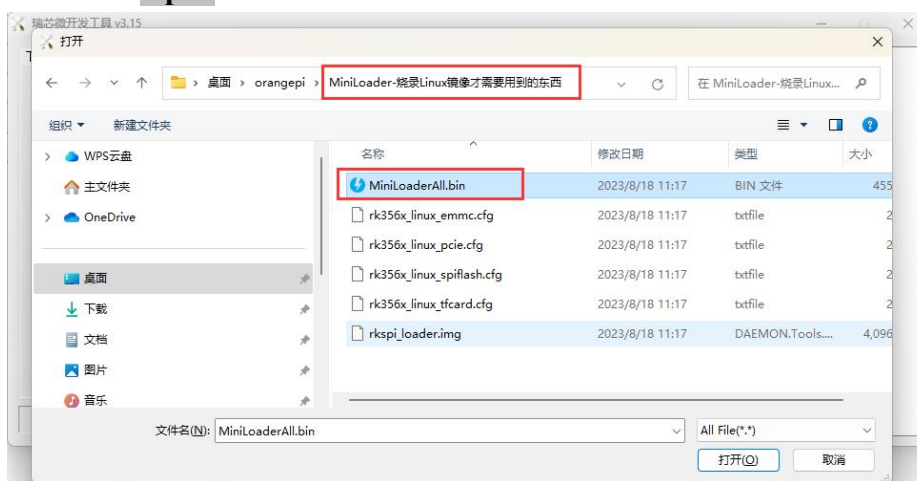 瑞芯微开发工具 v3.15
打开
桌面 > orangepi > MiniLoader-烧录Linux镜像才需要用到的东西
在 MiniLoader-烧录Linux...
组织 新建文件夹
WPS云盘
主文件夹
OneDrive
桌面
下载
文档
图片
音乐
名称 修改日期 类型 大小
MiniLoaderAll.bin 2023/8/18 11:17 BIN 文件 455
rk356x_linux_emmc.cfg 2023/8/18 11:17 txtfile 2
rk356x_linux_pcie.cfg 2023/8/18 11:17 txtfile 2
rk356x_linux_spiflash.cfg 2023/8/18 11:17 txtfile 2
rk356x_linux_tfcard.cfg 2023/8/18 11:17 txtfile 2
rkspi_loader.img 2023/8/18 11:17 DAEMON.Tools.... 4,096
文件名(N): MiniLoaderAll.bin All File(*.*)
打开(O) 取消